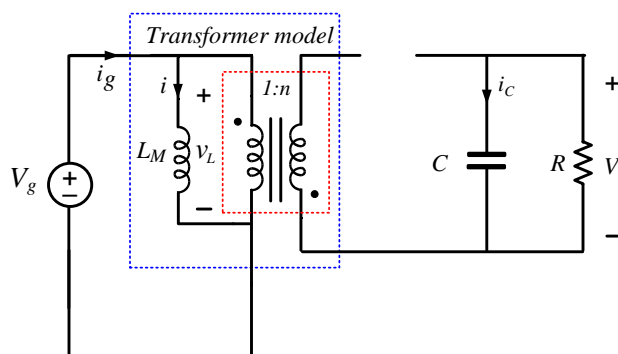 Transformer model
i_g
i
+
1:n
i_C
+
V_g
+
−
L_M
v_L
C
R
V
−
−